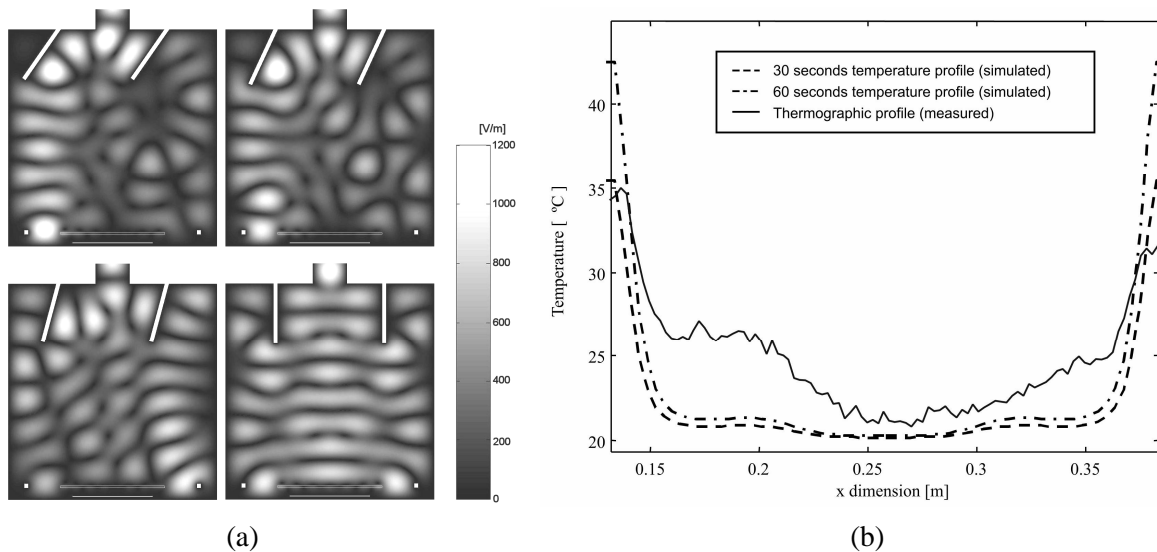 [V/m]
1200
1000
800
600
400
200
0
(a)
30 seconds temperature profile (simulated)
60 seconds temperature profile (simulated)
Thermographic profile (measured)
Temperature [ ºC ]
40
35
30
25
20
0.15
0.2
0.25
0.3
0.35
x dimension [m]
(b)